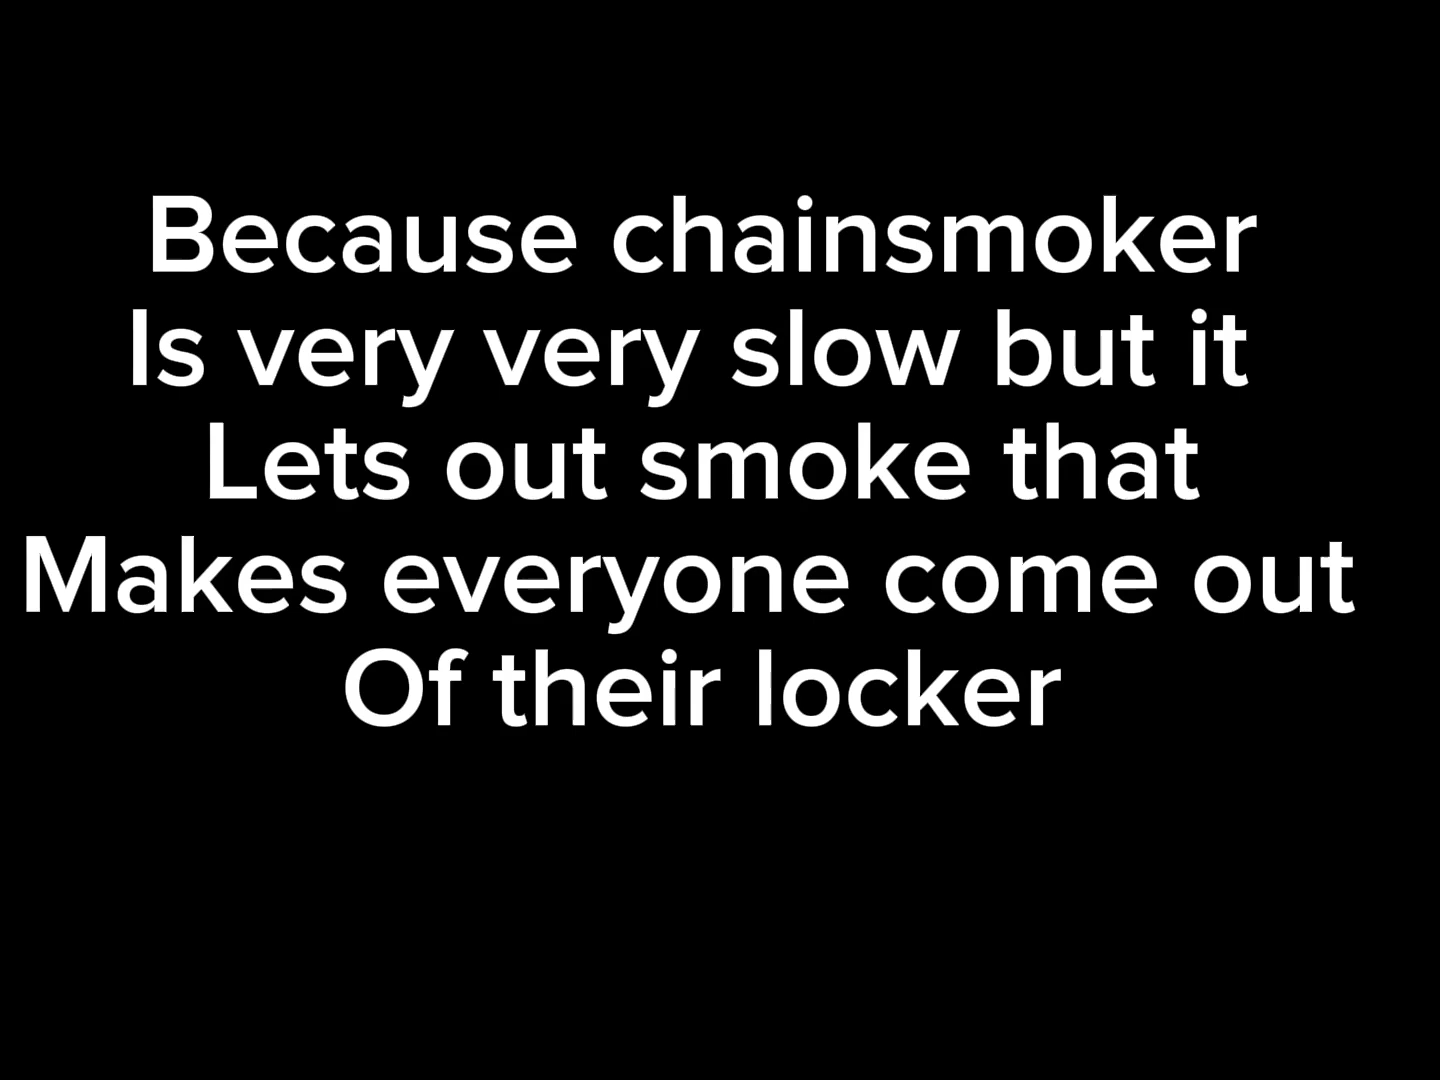 Because chainsmoker
Is very very slow but it
Lets out smoke that
Makes everyone come out
Of their locker